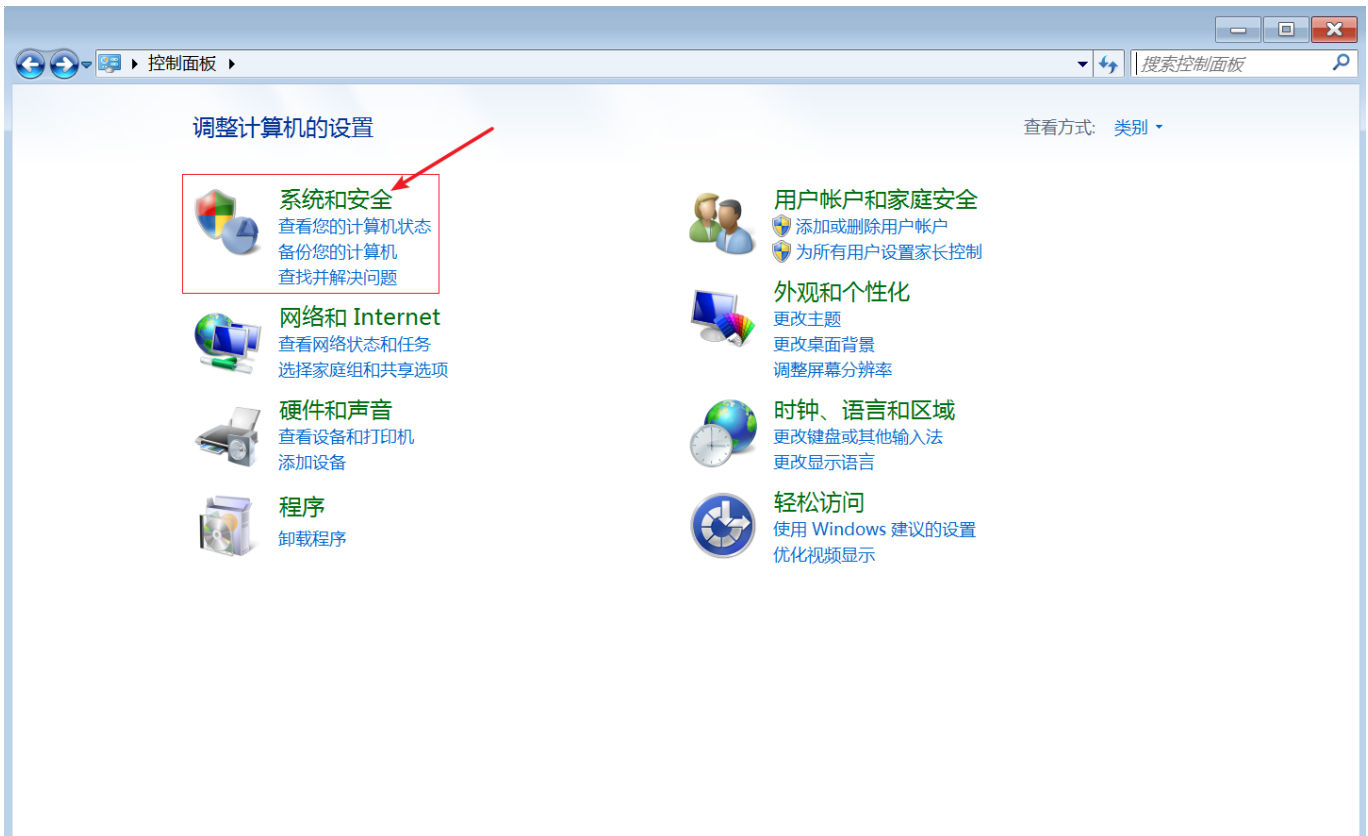 控制面板
搜索控制面板
调整计算机的设置
查看方式: 类别
系统和安全
查看您的计算机状态
备份您的计算机
查找并解决问题
网络和 Internet
查看网络状态和任务
选择家庭组和共享选项
硬件和声音
查看设备和打印机
添加设备
程序
卸载程序
用户帐户和家庭安全
添加或删除用户帐户
为所有用户设置家长控制
外观和个性化
更改主题
更改桌面背景
调整屏幕分辨率
时钟、语言和区域
更改键盘或其他输入法
更改显示语言
轻松访问
使用 Windows 建议的设置
优化视频显示